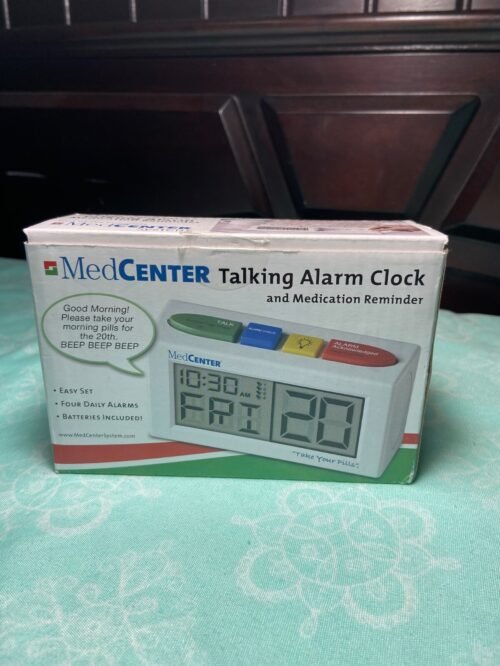 MedCENTER Talking Alarm Clock
and Medication Reminder
Good Morning!
Please take your
morning pills for
the 20th.
BEEP BEEP BEEP
• EASY SET
• FOUR DAILY ALARMS
• BATTERIES INCLUDED!
www.MedCenterSystem.com
TALK
ALARM
Acknowledged
MedCENTER
10:30 AM
FRI 20
"Take Your Pills"